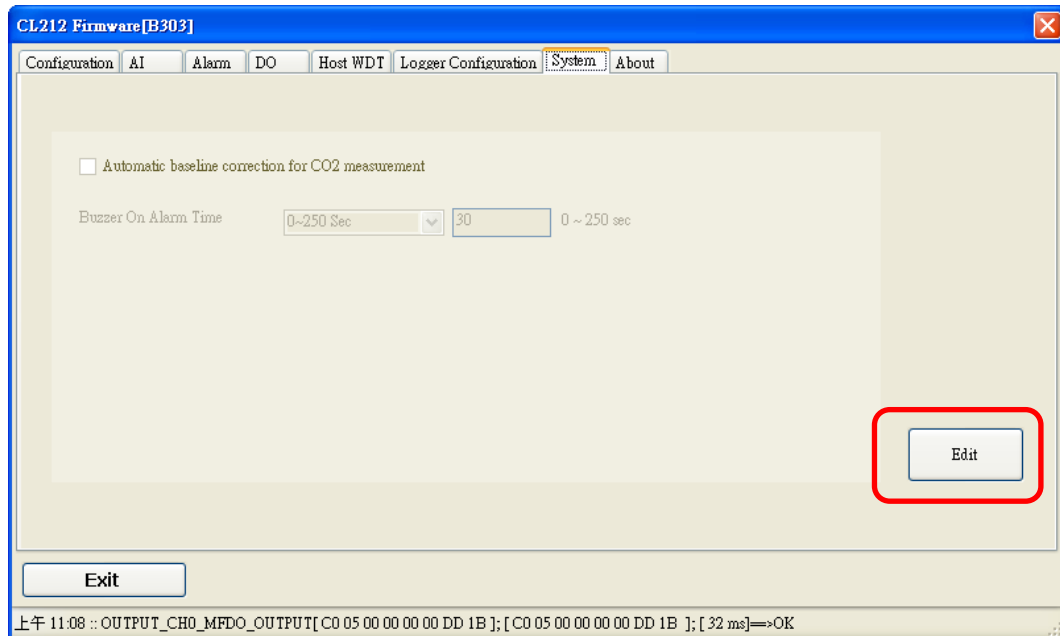 CL212 Firmware[B303]
Configuration AI Alarm DO Host WDT Logger Configuration System About
Automatic baseline correction for CO2 measurement
Buzzer On Alarm Time 0~250 Sec 30 0 ~ 250 sec
Edit
Exit
上午 11:08 :: OUTPUT_CH0_MFDO_OUTPUT[ C0 05 00 00 00 00 DD 1B ]; [ C0 05 00 00 00 00 DD 1B ]; [ 32 ms]==>OK